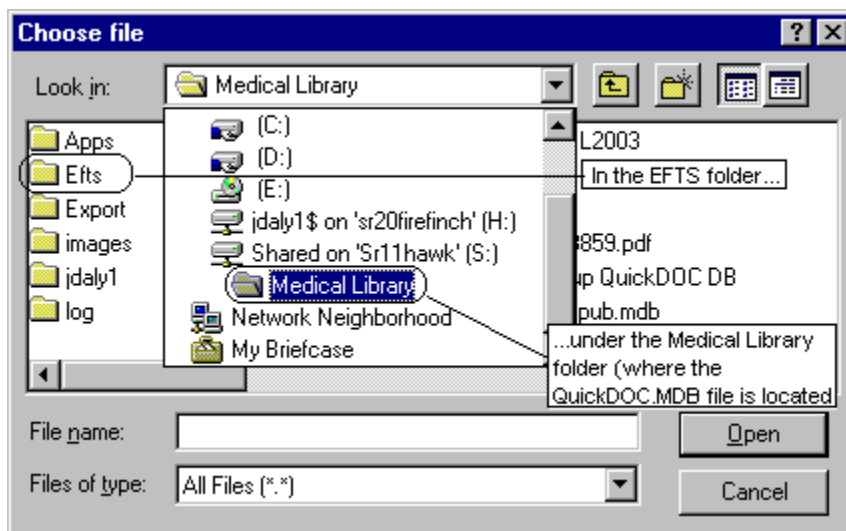 Choose file
Look in:
Medical Library
(C:)
(D:)
(E:)
jdaly1$ on 'sr20firefinch' (H:)
Shared on 'Sr11hawk' (S:)
Medical Library
Network Neighborhood
My Briefcase
Apps
Efts
Export
images
jdaly1
log
L2003
In the EFTS folder...
859.pdf
up QuickDOC DB
pub.mdb
...under the Medical Library
folder (where the
QuickDOC.MDB file is located
File name:
Open
Files of type:
All Files (*.*)
Cancel